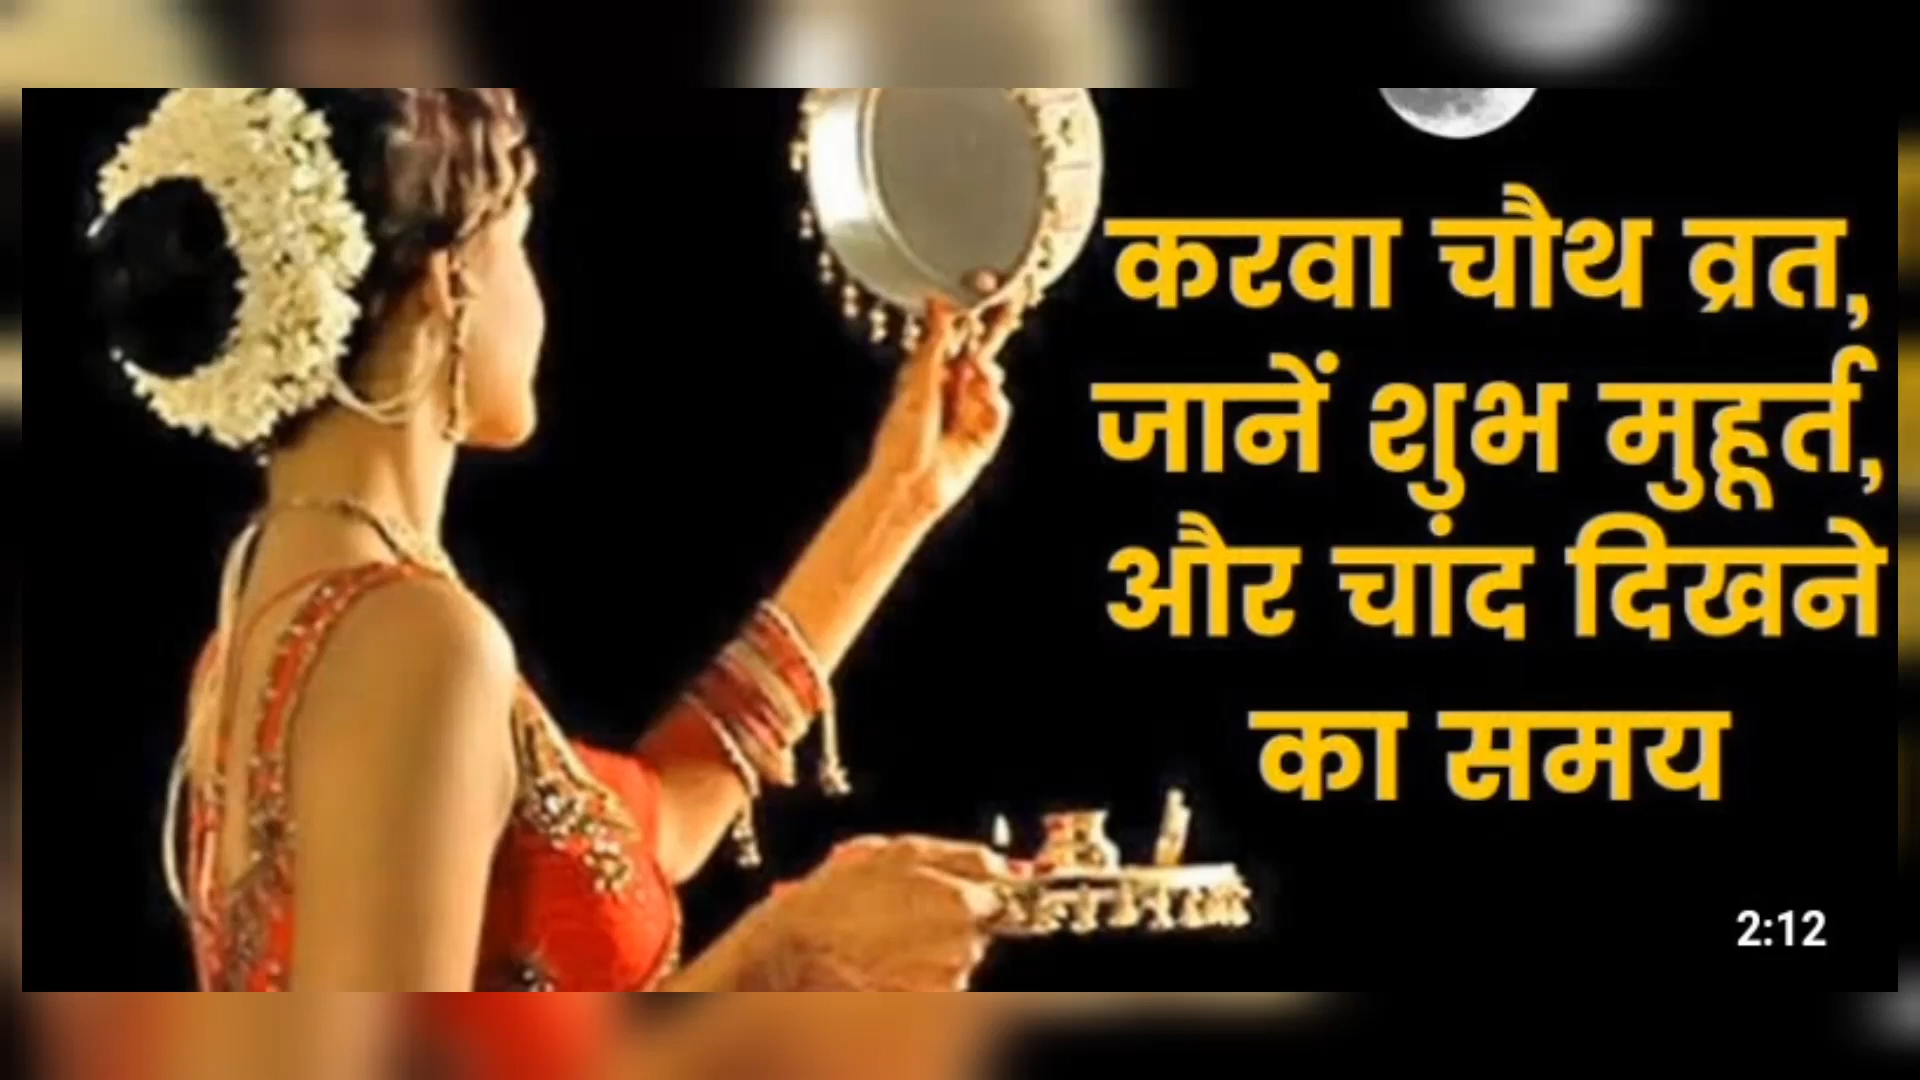 करवा चौथ व्रत,
जानें शुभ मुहूर्त,
और चांद दिखने
का समय
2:12